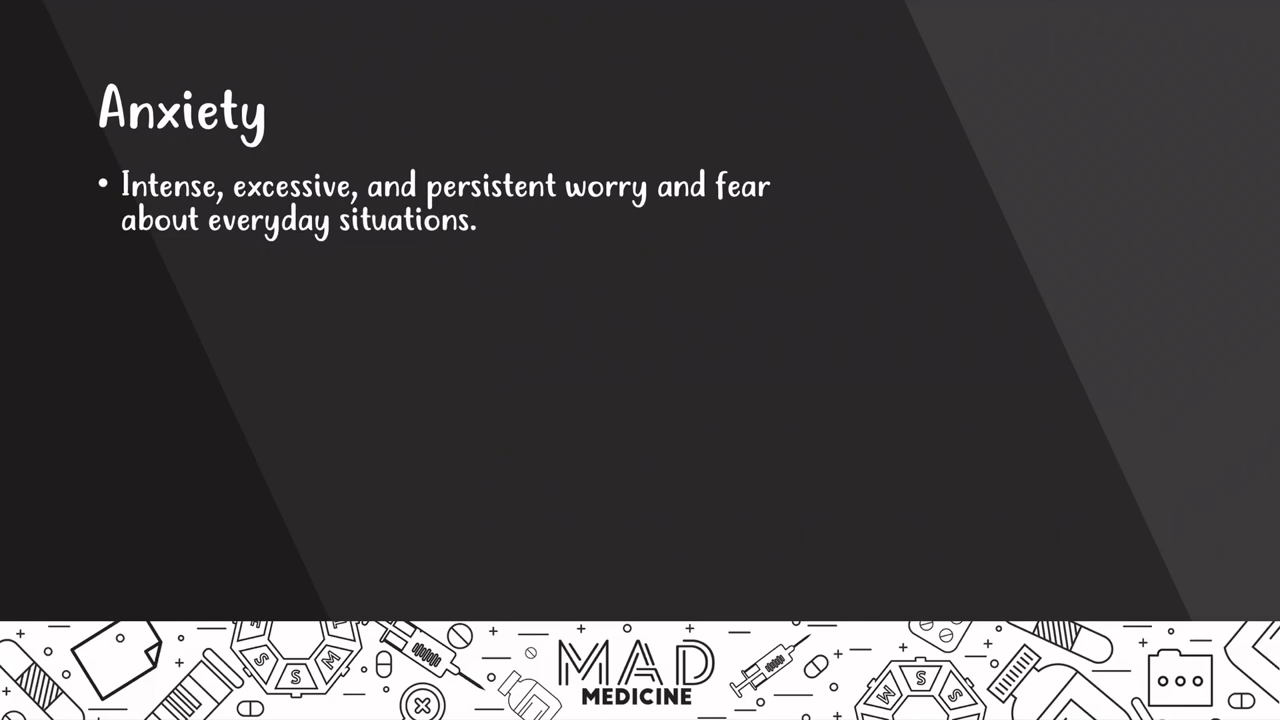 Anxiety
• Intense, excessive, and persistent worry and fear
about everyday situations.
S
S
M
MAD
MEDICINE
M
S
S